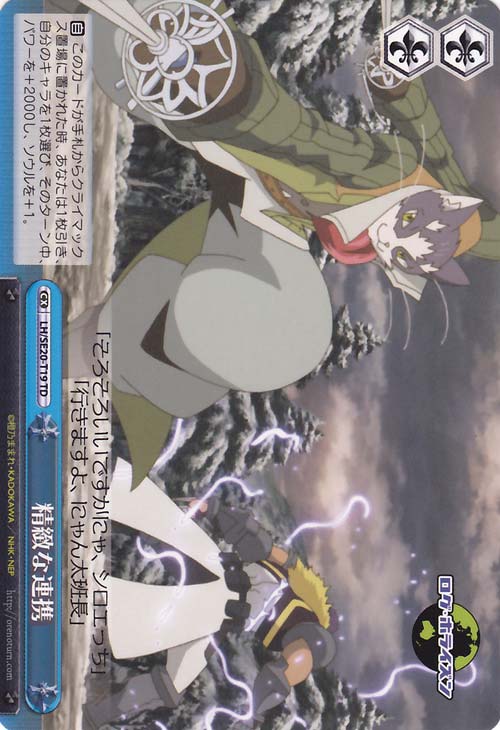 【自】このカードが手札からクライマック
ス置場に置かれた時、あなたは1枚引き、
自分のキャラを1枚選び、そのターン中、
パワーを+2000し、ソウルを+1。
「そろそろいいですかにゃ、シロエっち」
「行きますよ、にゃん太班長」
ログ・ホライズン
CX
LH/SE20-T19 TD
精緻な連携
©橙乃ままれ・KADOKAWA/NHK・NEP
http://orenoturn.com